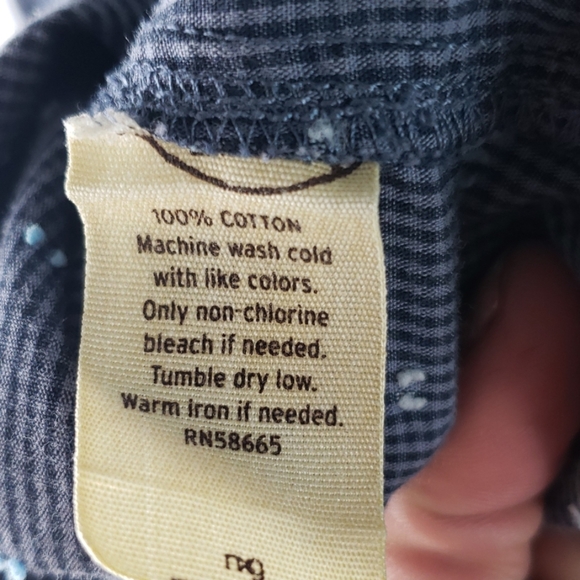 100% COTTON
Machine wash cold
with like colors.
Only non-chlorine
bleach if needed.
Tumble dry low.
Warm iron if needed.
RN58665